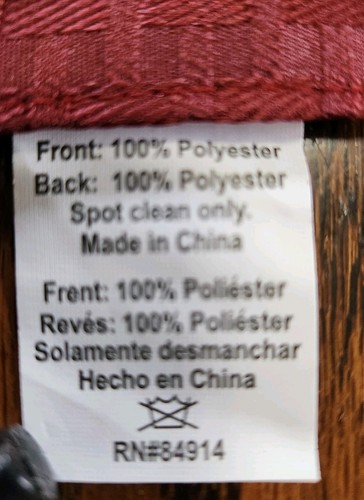 Front: 100% Polyester
Back: 100% Polyester
Spot clean only.
Made in China
Frent: 100% Poliéster
Revés: 100% Poliéster
Solamente desmanchar
Hecho en China
RN#84914